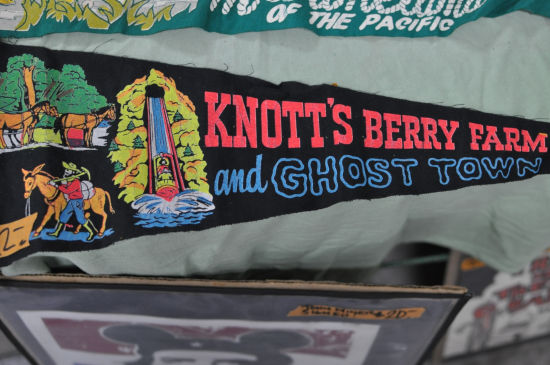 OF THE PACIFIC
KNOTT'S BERRY FARM
and GHOST TOWN